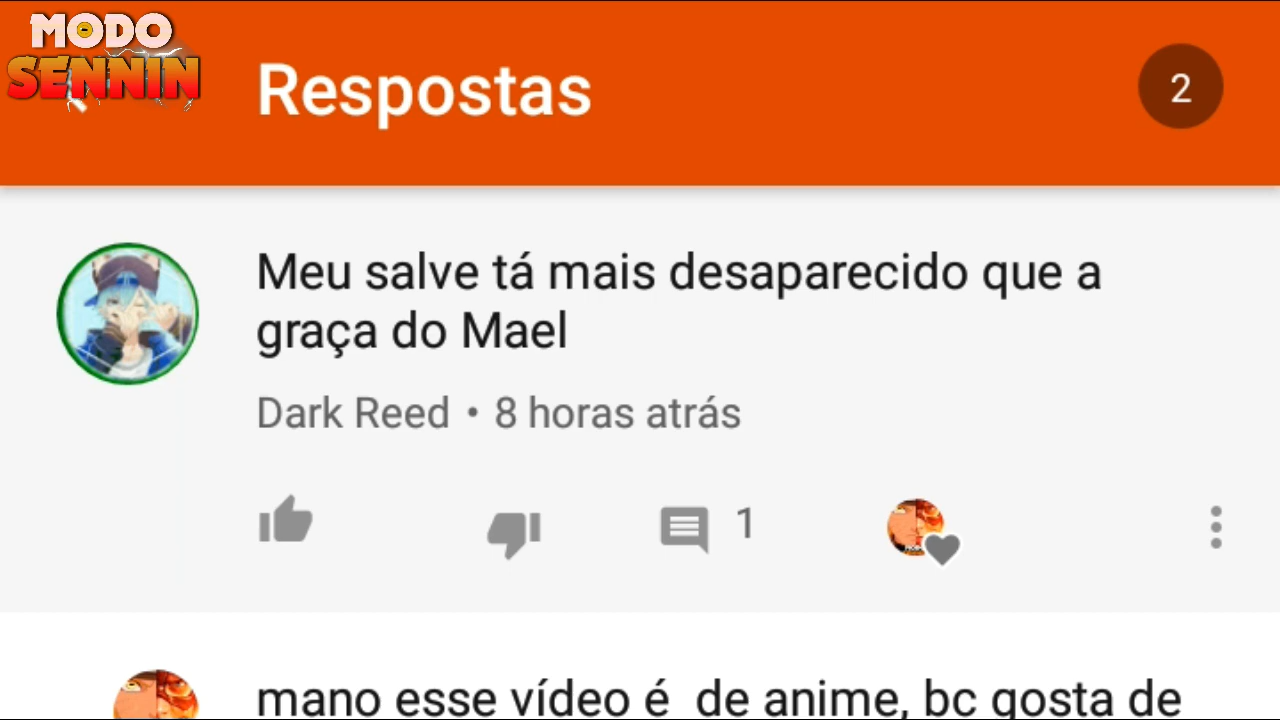 MODO
SENNIN
Respostas
2
Meu salve tá mais desaparecido que a
graça do Mael
Dark Reed • 8 horas atrás
1
mano esse vídeo é de anime, bc gosta de